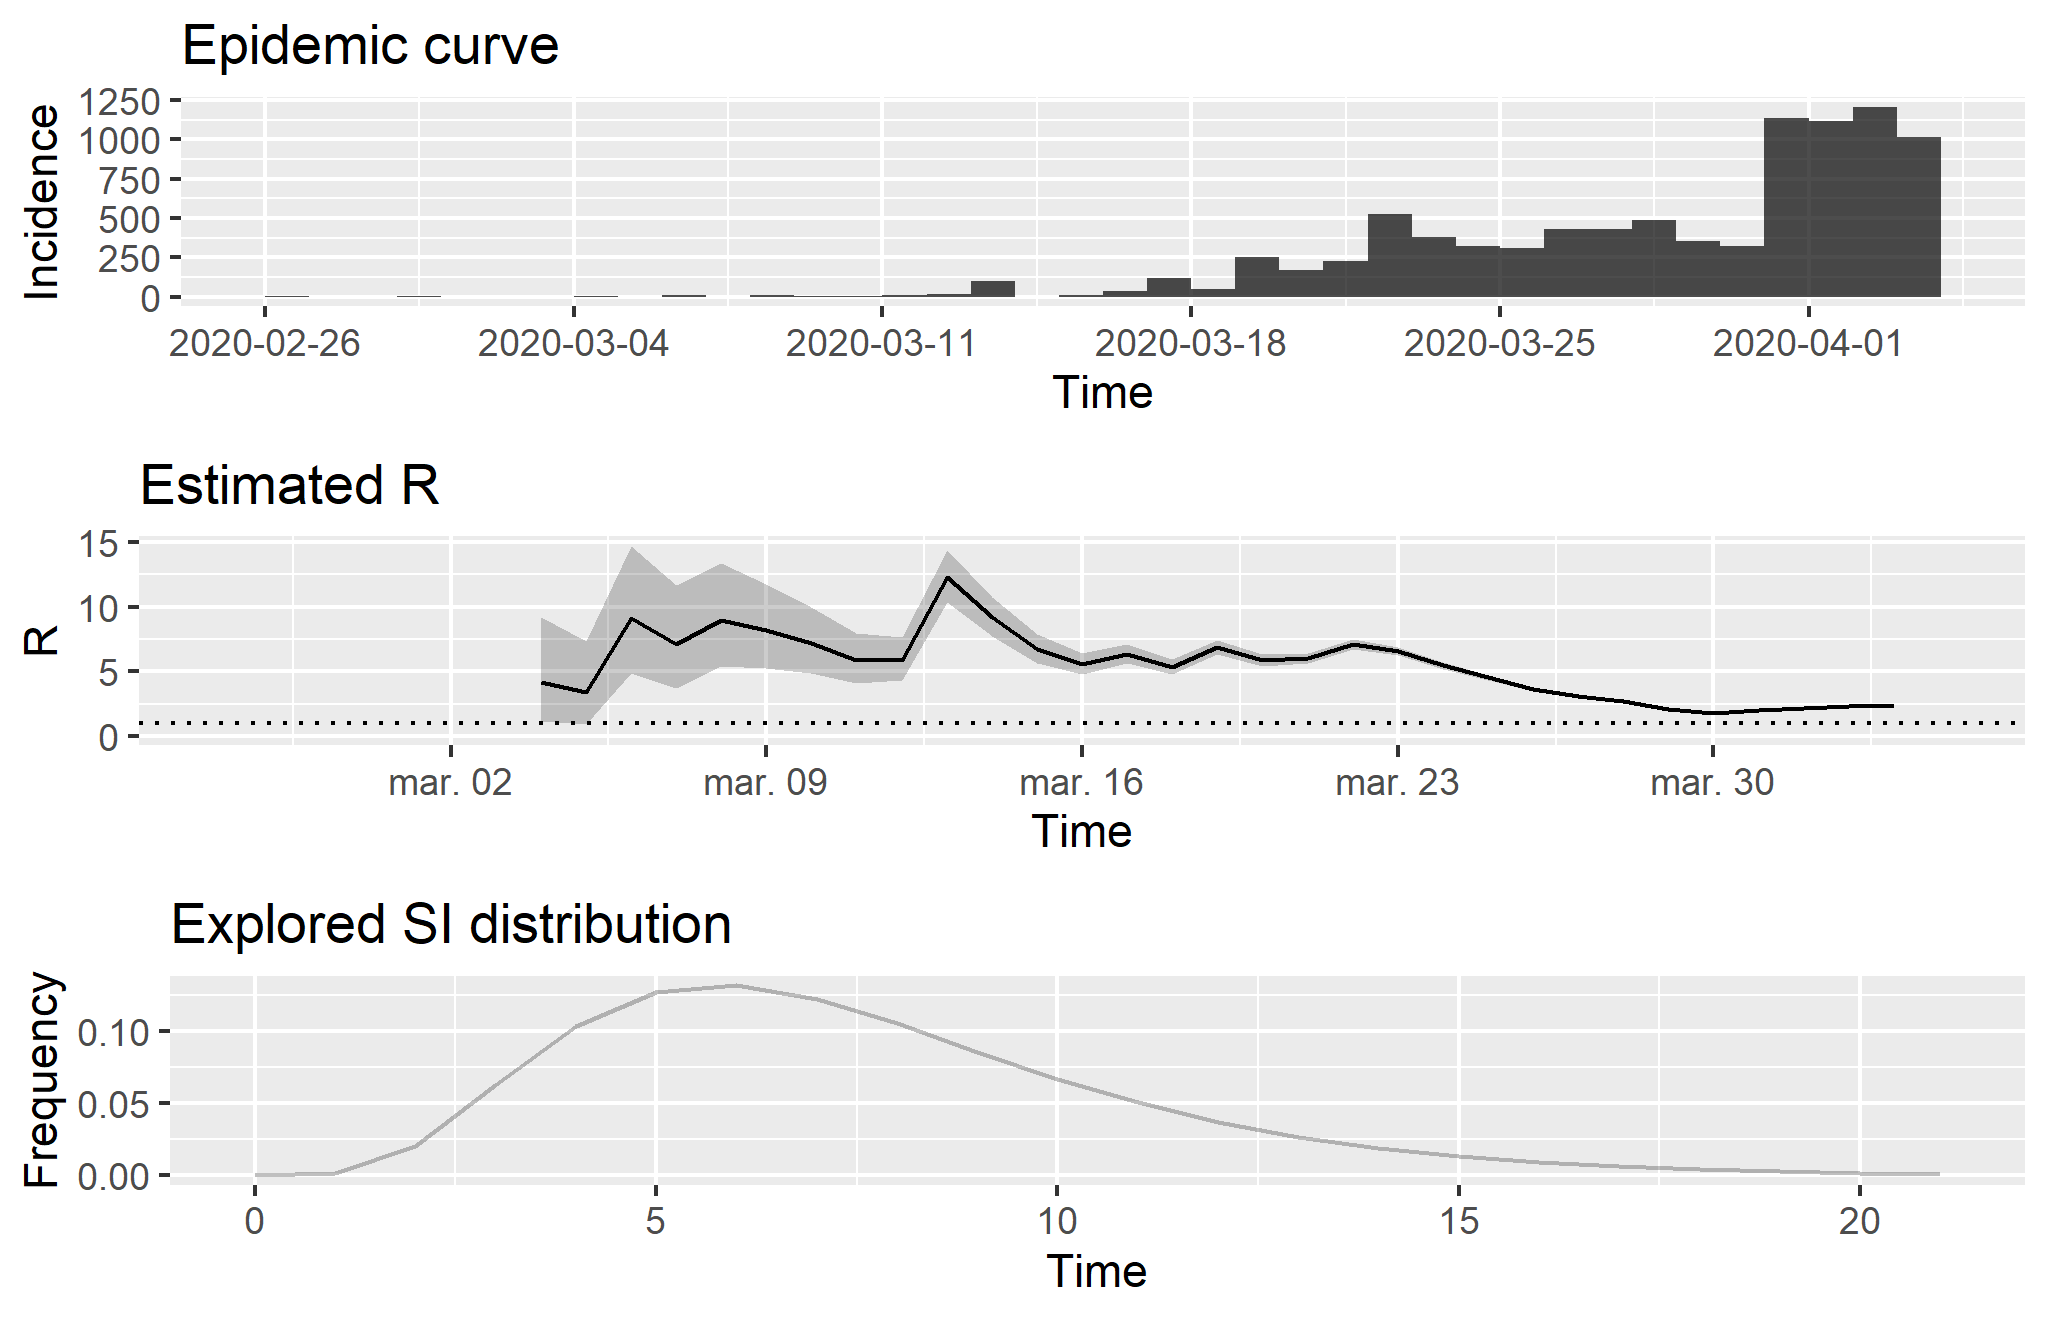 Epidemic curve
Incidence
1250
1000
750
500
250
0
2020-02-26 2020-03-04 2020-03-11 2020-03-18 2020-03-25 2020-04-01
Time
Estimated R
R
15
10
5
0
mar. 02 mar. 09 mar. 16 mar. 23 mar. 30
Time
Explored SI distribution
Frequency
0.10
0.05
0.00
0 5 10 15 20
Time